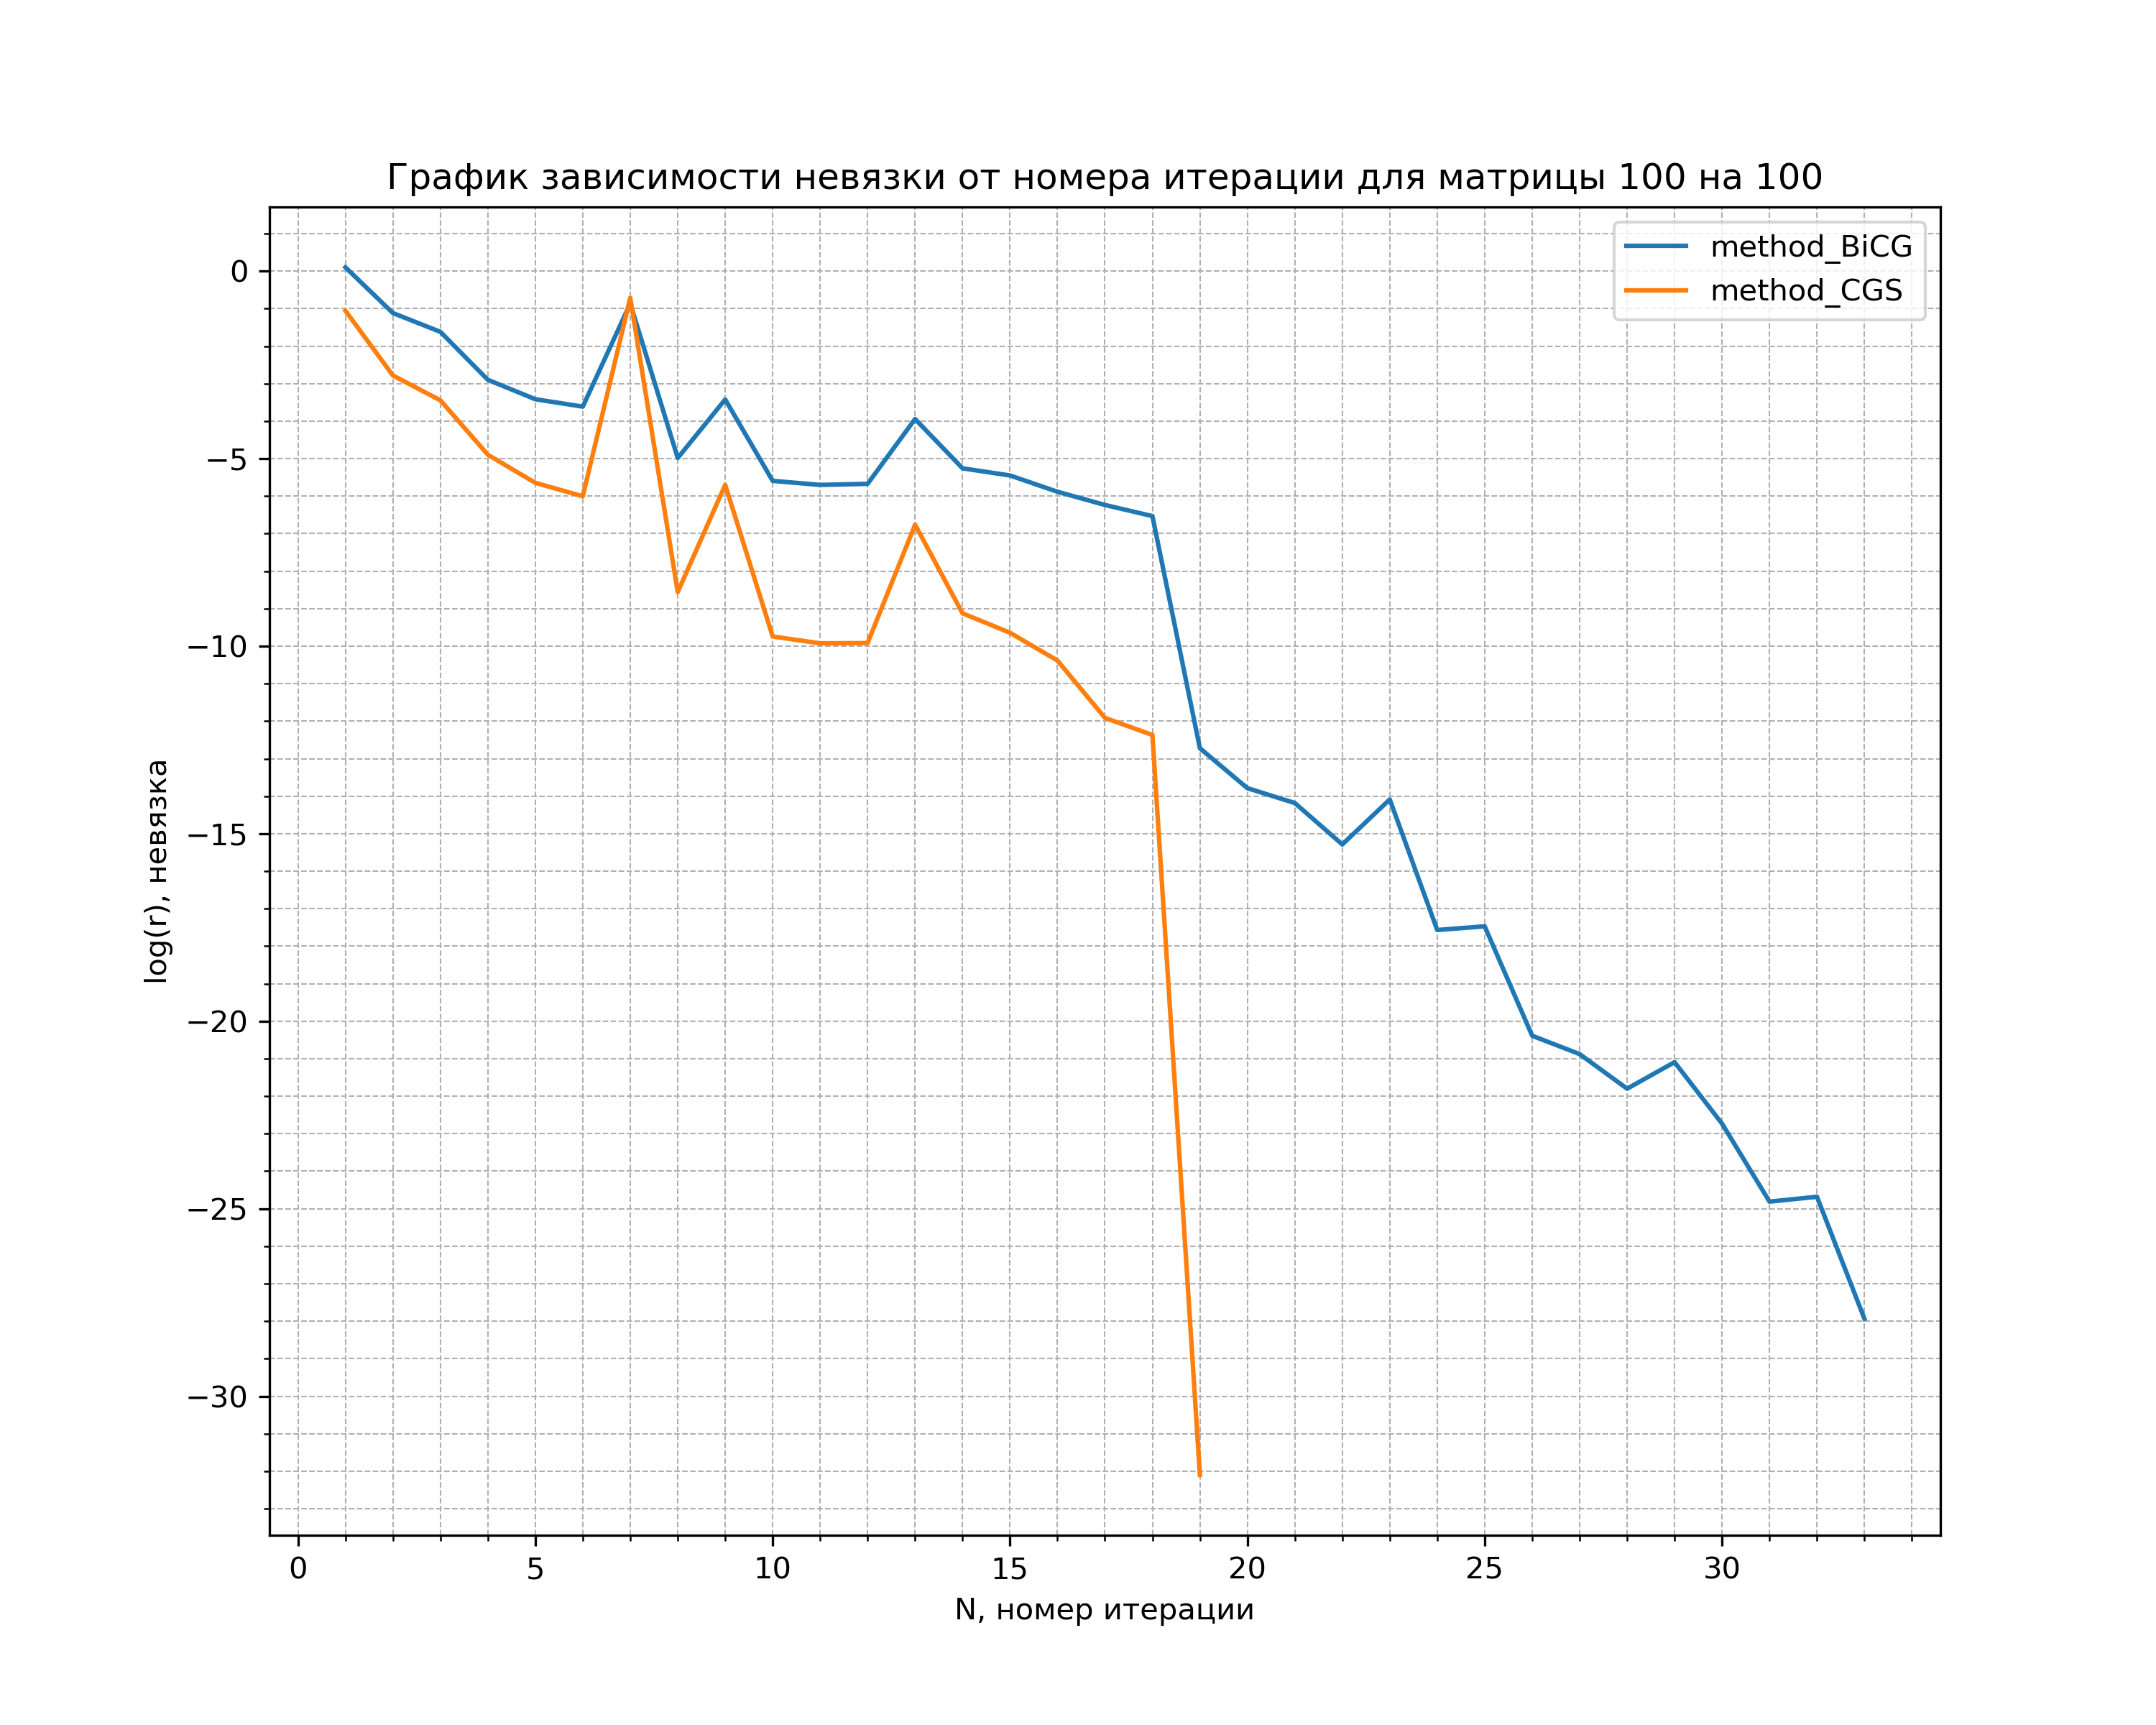 График зависимости невязки от номера итерации для матрицы 100 на 100
method_BiCG
method_CGS
0
−5
−10
−15
−20
−25
−30
log(r), невязка
0 5 10 15 20 25 30
N, номер итерации